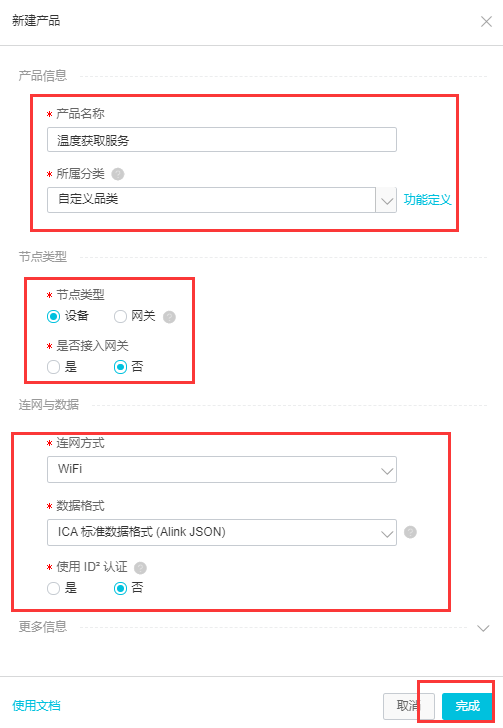 新建产品
产品信息
* 产品名称
温度获取服务
* 所属分类 ?
自定义品类 功能定义
节点类型
* 节点类型
设备 网关 ?
* 是否接入网关
是 否
连网与数据
* 连网方式
WiFi
* 数据格式
ICA 标准数据格式 (Alink JSON) ?
* 使用 ID² 认证 ?
是 否
更多信息
使用文档 取消 完成